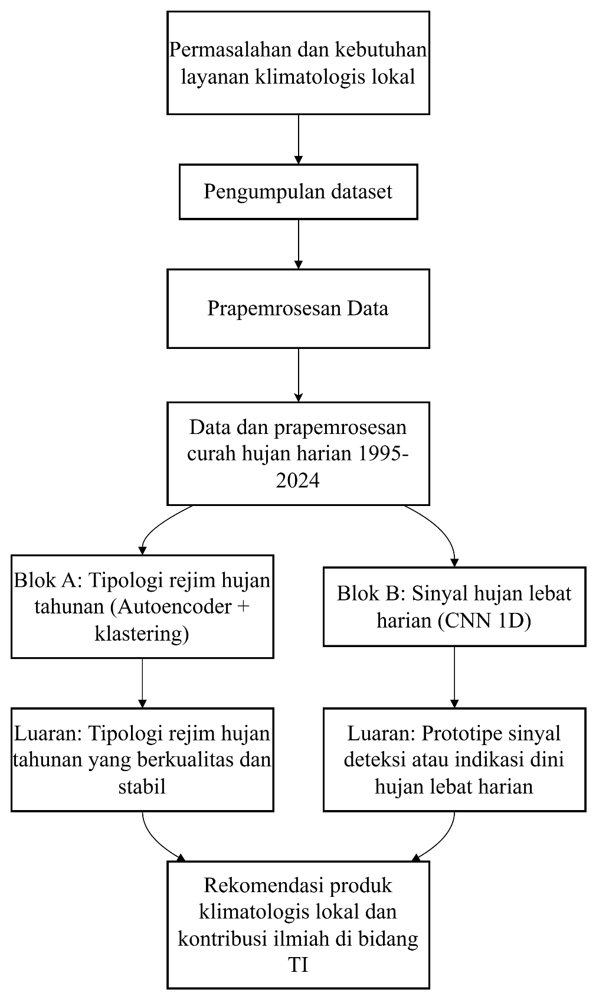 Permasalahan dan kebutuhan
layanan klimatologis lokal
Pengumpulan dataset
Prapemrosesan Data
Data dan prapemrosesan
curah hujan harian 1995-
2024
Blok A: Tipologi rejim hujan
tahunan (Autoencoder +
klastering)
Blok B: Sinyal hujan lebat
harian (CNN 1D)
Luaran: Tipologi rejim hujan
tahunan yang berkualitas dan
stabil
Luaran: Prototipe sinyal
deteksi atau indikasi dini
hujan lebat harian
Rekomendasi produk
klimatologis lokal dan
kontribusi ilmiah di bidang
TI